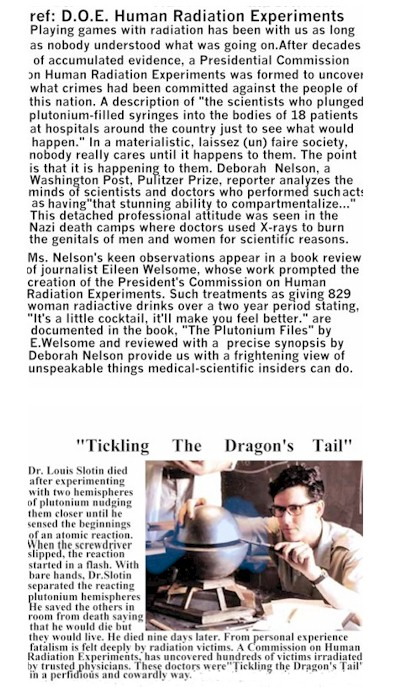 ref: D.O.E. Human Radiation Experiments
Playing games with radiation has been with us as long
as nobody understood what was going on.After decades
of accumulated evidence, a Presidential Commission
on Human Radiation Experiments was formed to uncover
what crimes had been committed against the people of
this nation. A description of "the scientists who plunged
plutonium-filled syringes into the bodies of 18 patients
at hospitals around the country just to see what would
happen." In a materialistic, laissez (un) faire society,
nobody really cares until it happens to them. The point
is that it is happening to them. Deborah Nelson, a
Washington Post, Pulitzer Prize, reporter analyzes the
minds of scientists and doctors who performed such acts
as having"that stunning ability to compartmentalize..."
This detached professional attitude was seen in the
Nazi death camps where doctors used X-rays to burn
the genitals of men and women for scientific reasons.
Ms. Nelson's keen observations appear in a book review
of journalist Eileen Welsome, whose work prompted the
creation of the President's Commission on Human
Radiation Experiments. Such treatments as giving 829
woman radiactive drinks over a two year period stating,
"It's a little cocktail, it'll make you feel better." are
documented in the book, "The Plutonium Files" by
E.Welsome and reviewed with a precise synopsis by
Deborah Nelson provide us with a frightening view of
unspeakable things medical-scientific insiders can do.
"Tickling The Dragon's Tail"
Dr. Louis Slotin died
after experimenting
with two hemispheres
of plutonium nudging
them closer until he
sensed the beginnings
of an atomic reaction.
When the screwdriver
slipped, the reaction
started in a flash. With
bare hands, Dr.Slotin
separated the reacting
plutonium hemispheres
He saved the others in
room from death saying
that he would die but
they would live. He died nine days later. From personal experience
fatalism is felt deeply by radiation victims. A Commission on Human
Radiation Experiments, has uncovered hundreds of victims irradiated
by trusted physicians. These doctors were"Tickling the Dragon's Tail'
in a perfidious and cowardly way.